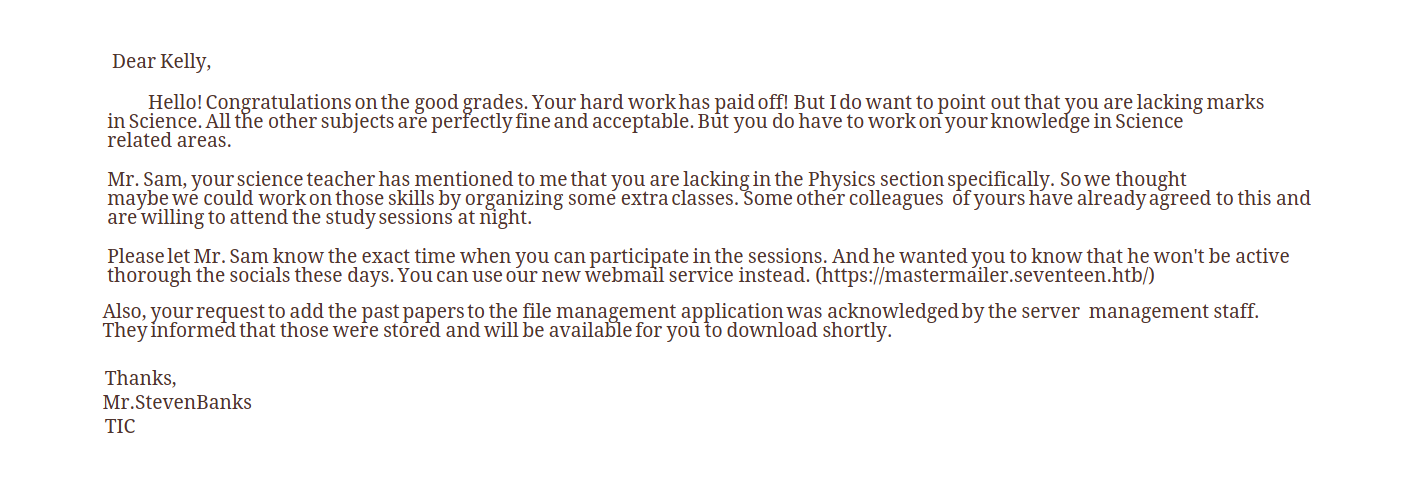 Dear Kelly,
Hello! Congratulations on the good grades. Your hard work has paid off! But I do want to point out that you are lacking marks
in Science. All the other subjects are perfectly fine and acceptable. But you do have to work on your knowledge in Science
related areas.
Mr. Sam, your science teacher has mentioned to me that you are lacking in the Physics section specifically. So we thought
maybe we could work on those skills by organizing some extra classes. Some other colleagues of yours have already agreed to this and
are willing to attend the study sessions at night.
Please let Mr. Sam know the exact time when you can participate in the sessions. And he wanted you to know that he won't be active
thorough the socials these days. You can use our new webmail service instead. (https://mastermailer.seventeen.htb/)
Also, your request to add the past papers to the file management application was acknowledged by the server management staff.
They informed that those were stored and will be available for you to download shortly.
Thanks,
Mr.StevenBanks
TIC